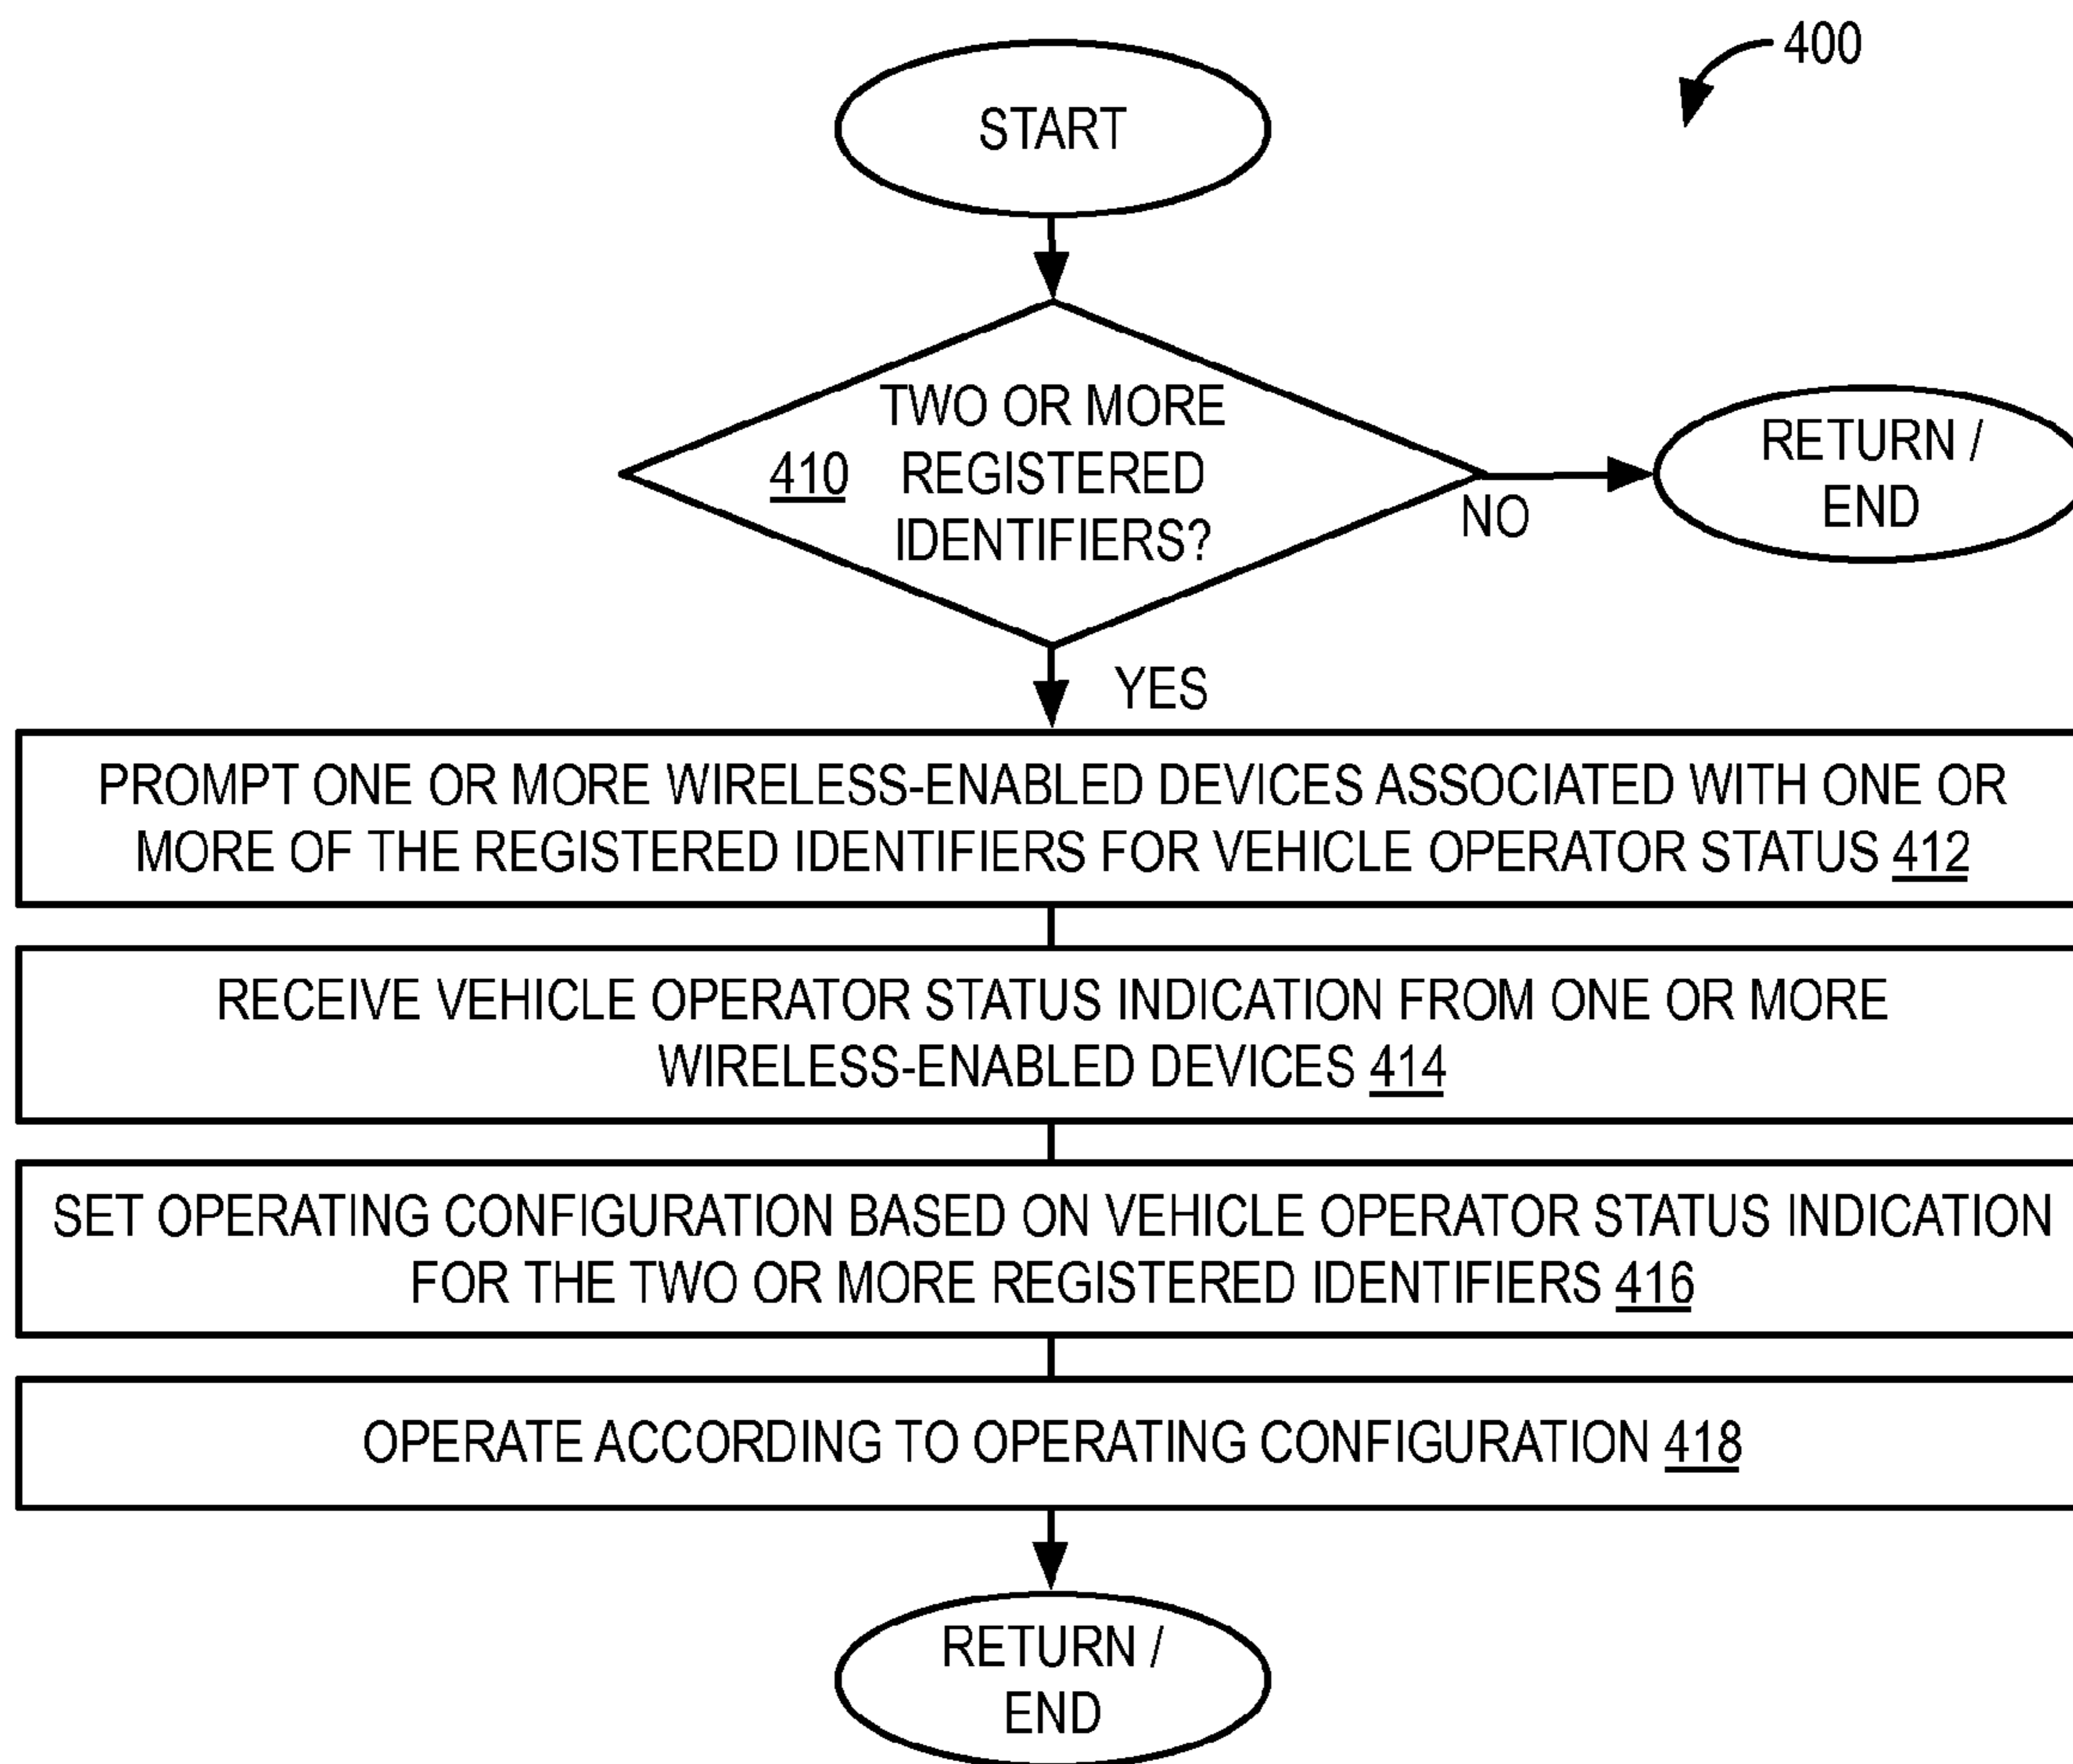 400
START
TWO OR MORE
410 REGISTERED
IDENTIFIERS?
NO
RETURN /
END
YES
PROMPT ONE OR MORE WIRELESS-ENABLED DEVICES ASSOCIATED WITH ONE OR
MORE OF THE REGISTERED IDENTIFIERS FOR VEHICLE OPERATOR STATUS 412
RECEIVE VEHICLE OPERATOR STATUS INDICATION FROM ONE OR MORE
WIRELESS-ENABLED DEVICES 414
SET OPERATING CONFIGURATION BASED ON VEHICLE OPERATOR STATUS INDICATION
FOR THE TWO OR MORE REGISTERED IDENTIFIERS 416
OPERATE ACCORDING TO OPERATING CONFIGURATION 418
RETURN /
END